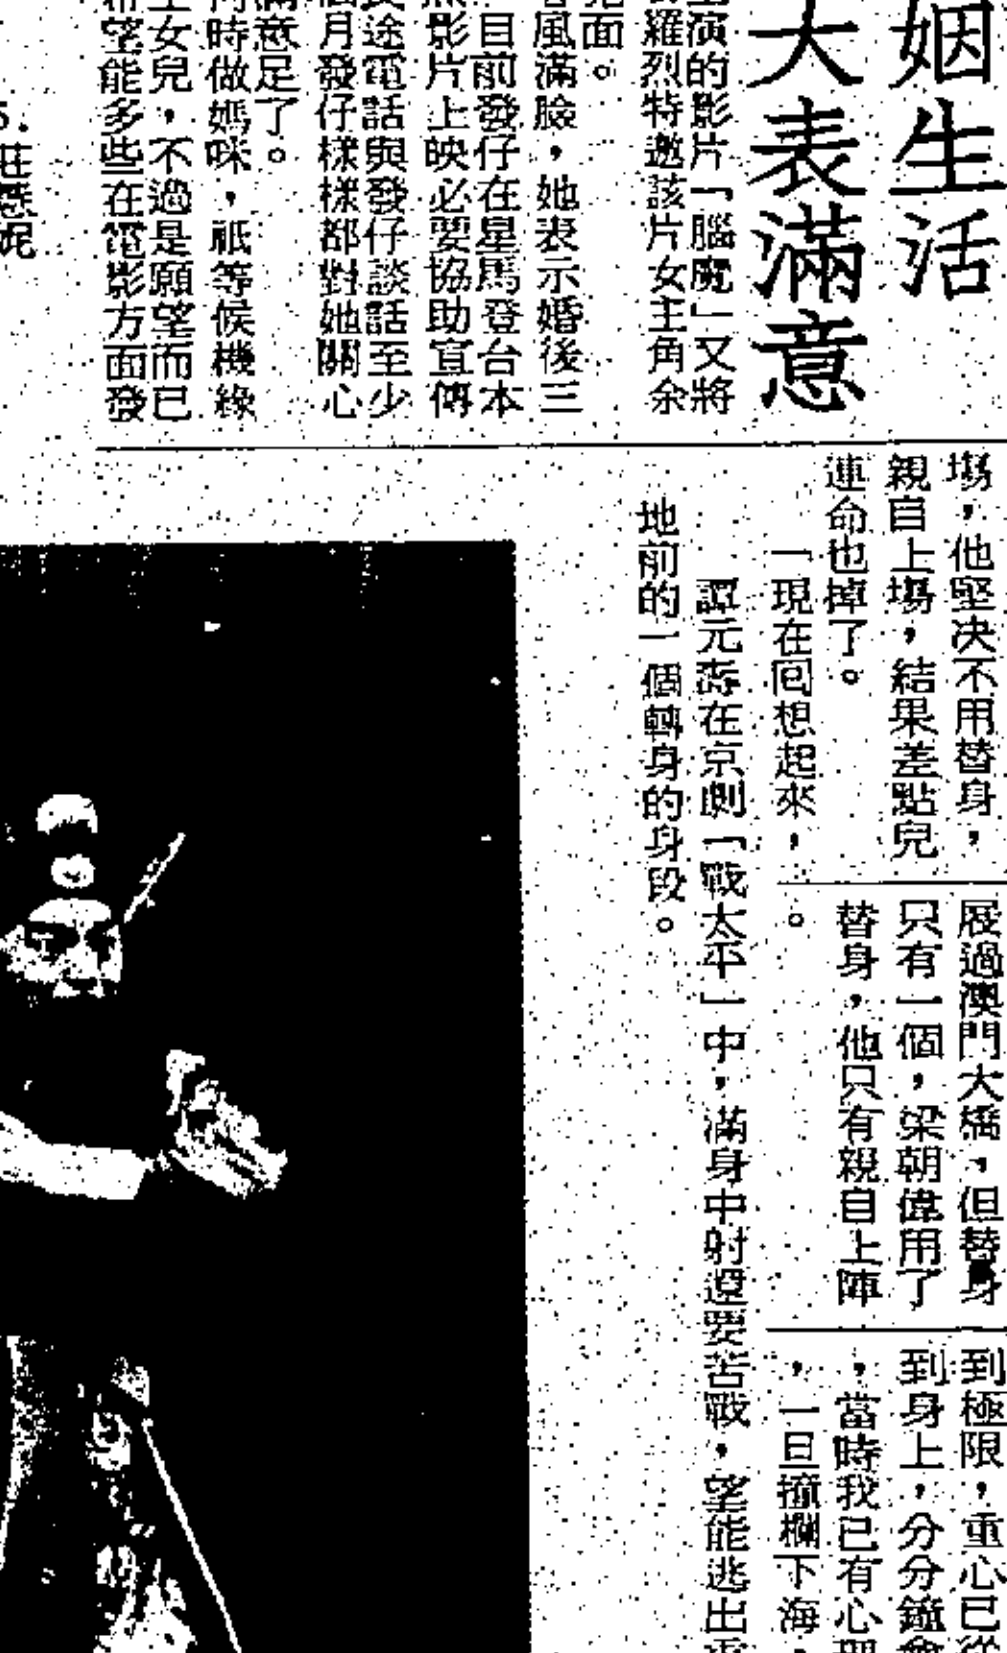 姻生活
大表滿意
演的影片「腦魔」又將
羅烈特邀該片女主角余
面。
風滿臉，她表示婚後三
目前發仔在星馬登台本
影片上映必要協助宣傳
途電話與發仔談話至少
月發仔樣樣都對她關心
滿意足了。
時做媽咪，祇等候機緣
女兒，不過是願望而已
希望能多些在電影方面發
塲，他堅決不用替身，
親自上塲，結果差點兒
連命也掉了。
「現在回想起來，
展過澳門大橋，但替身
只有一個，梁朝偉用了
替身，他只有親自上陣
。
到極限，重心已從
到身上，分分鐘會
，當時我已有心理
，一旦撞欄下海，
譚元壽在京劇「戰太平」中，滿身中射還要苦戰，望能逃出重
地前的一個轉身的身段。